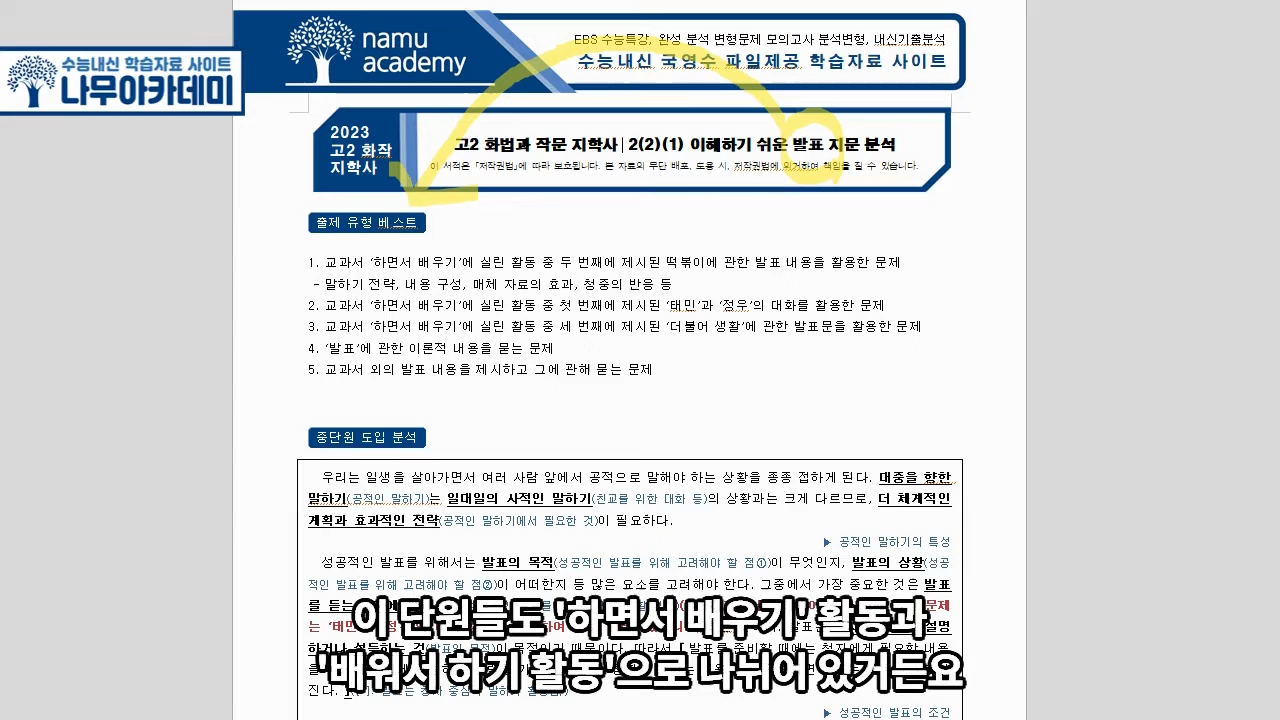 namu
academy
EBS 수능특강, 완성 분석 변형문제 모의고사 분석변형, 내신기출분석
수능내신 국영수 파일제공 학습자료 사이트
수능내신 학습자료 사이트
나무아카데미
2023
고2 화작
지학사
고2 화법과 작문 지학사 | 2(2)(1) 이해하기 쉬운 발표 지문 분석
이 서적은 「저작권법」에 따라 보호됩니다. 본 자료의 무단 배포, 도용 시, 저작권법에 의거하여 책임을 질 수 있습니다.
출제 유형 베스트
1. 교과서 '하면서 배우기'에 실린 활동 중 두 번째에 제시된 떡볶이에 관한 발표 내용을 활용한 문제
- 말하기 전략, 내용 구성, 매체 자료의 효과, 청중의 반응 등
2. 교과서 '하면서 배우기'에 실린 활동 중 첫 번째에 제시된 '태민'과 '정우'의 대화를 활용한 문제
3. 교과서 '하면서 배우기'에 실린 활동 중 세 번째에 제시된 '더불어 생활'에 관한 발표문을 활용한 문제
4. '발표'에 관한 이론적 내용을 묻는 문제
5. 교과서 외의 발표 내용을 제시하고 그에 관해 묻는 문제
중단원 도입 분석
우리는 일생을 살아가면서 여러 사람 앞에서 공적으로 말해야 하는 상황을 종종 접하게 된다. 대중을 향한
말하기(공적인 말하기)는 일대일의 사적인 말하기(친교를 위한 대화 등)의 상황과는 크게 다르므로, 더 체계적인
계획과 효과적인 전략(공적인 말하기에서 필요한 것)이 필요하다.
▶ 공적인 말하기의 특성
성공적인 발표를 위해서는 발표의 목적(성공적인 발표를 위해 고려해야 할 점①)이 무엇인지, 발표의 상황(성공
적인 발표를 위해 고려해야 할 점②)이 어떠한지 등 많은 요소를 고려해야 한다. 그중에서 가장 중요한 것은 발표
를 듣는 문제
이 단원들도 '하면서 배우기' 활동과
는 설명
'배워서 하기 활동'으로 나뉘어 있거든요
진다.
▶ 성공적인 발표의 조건